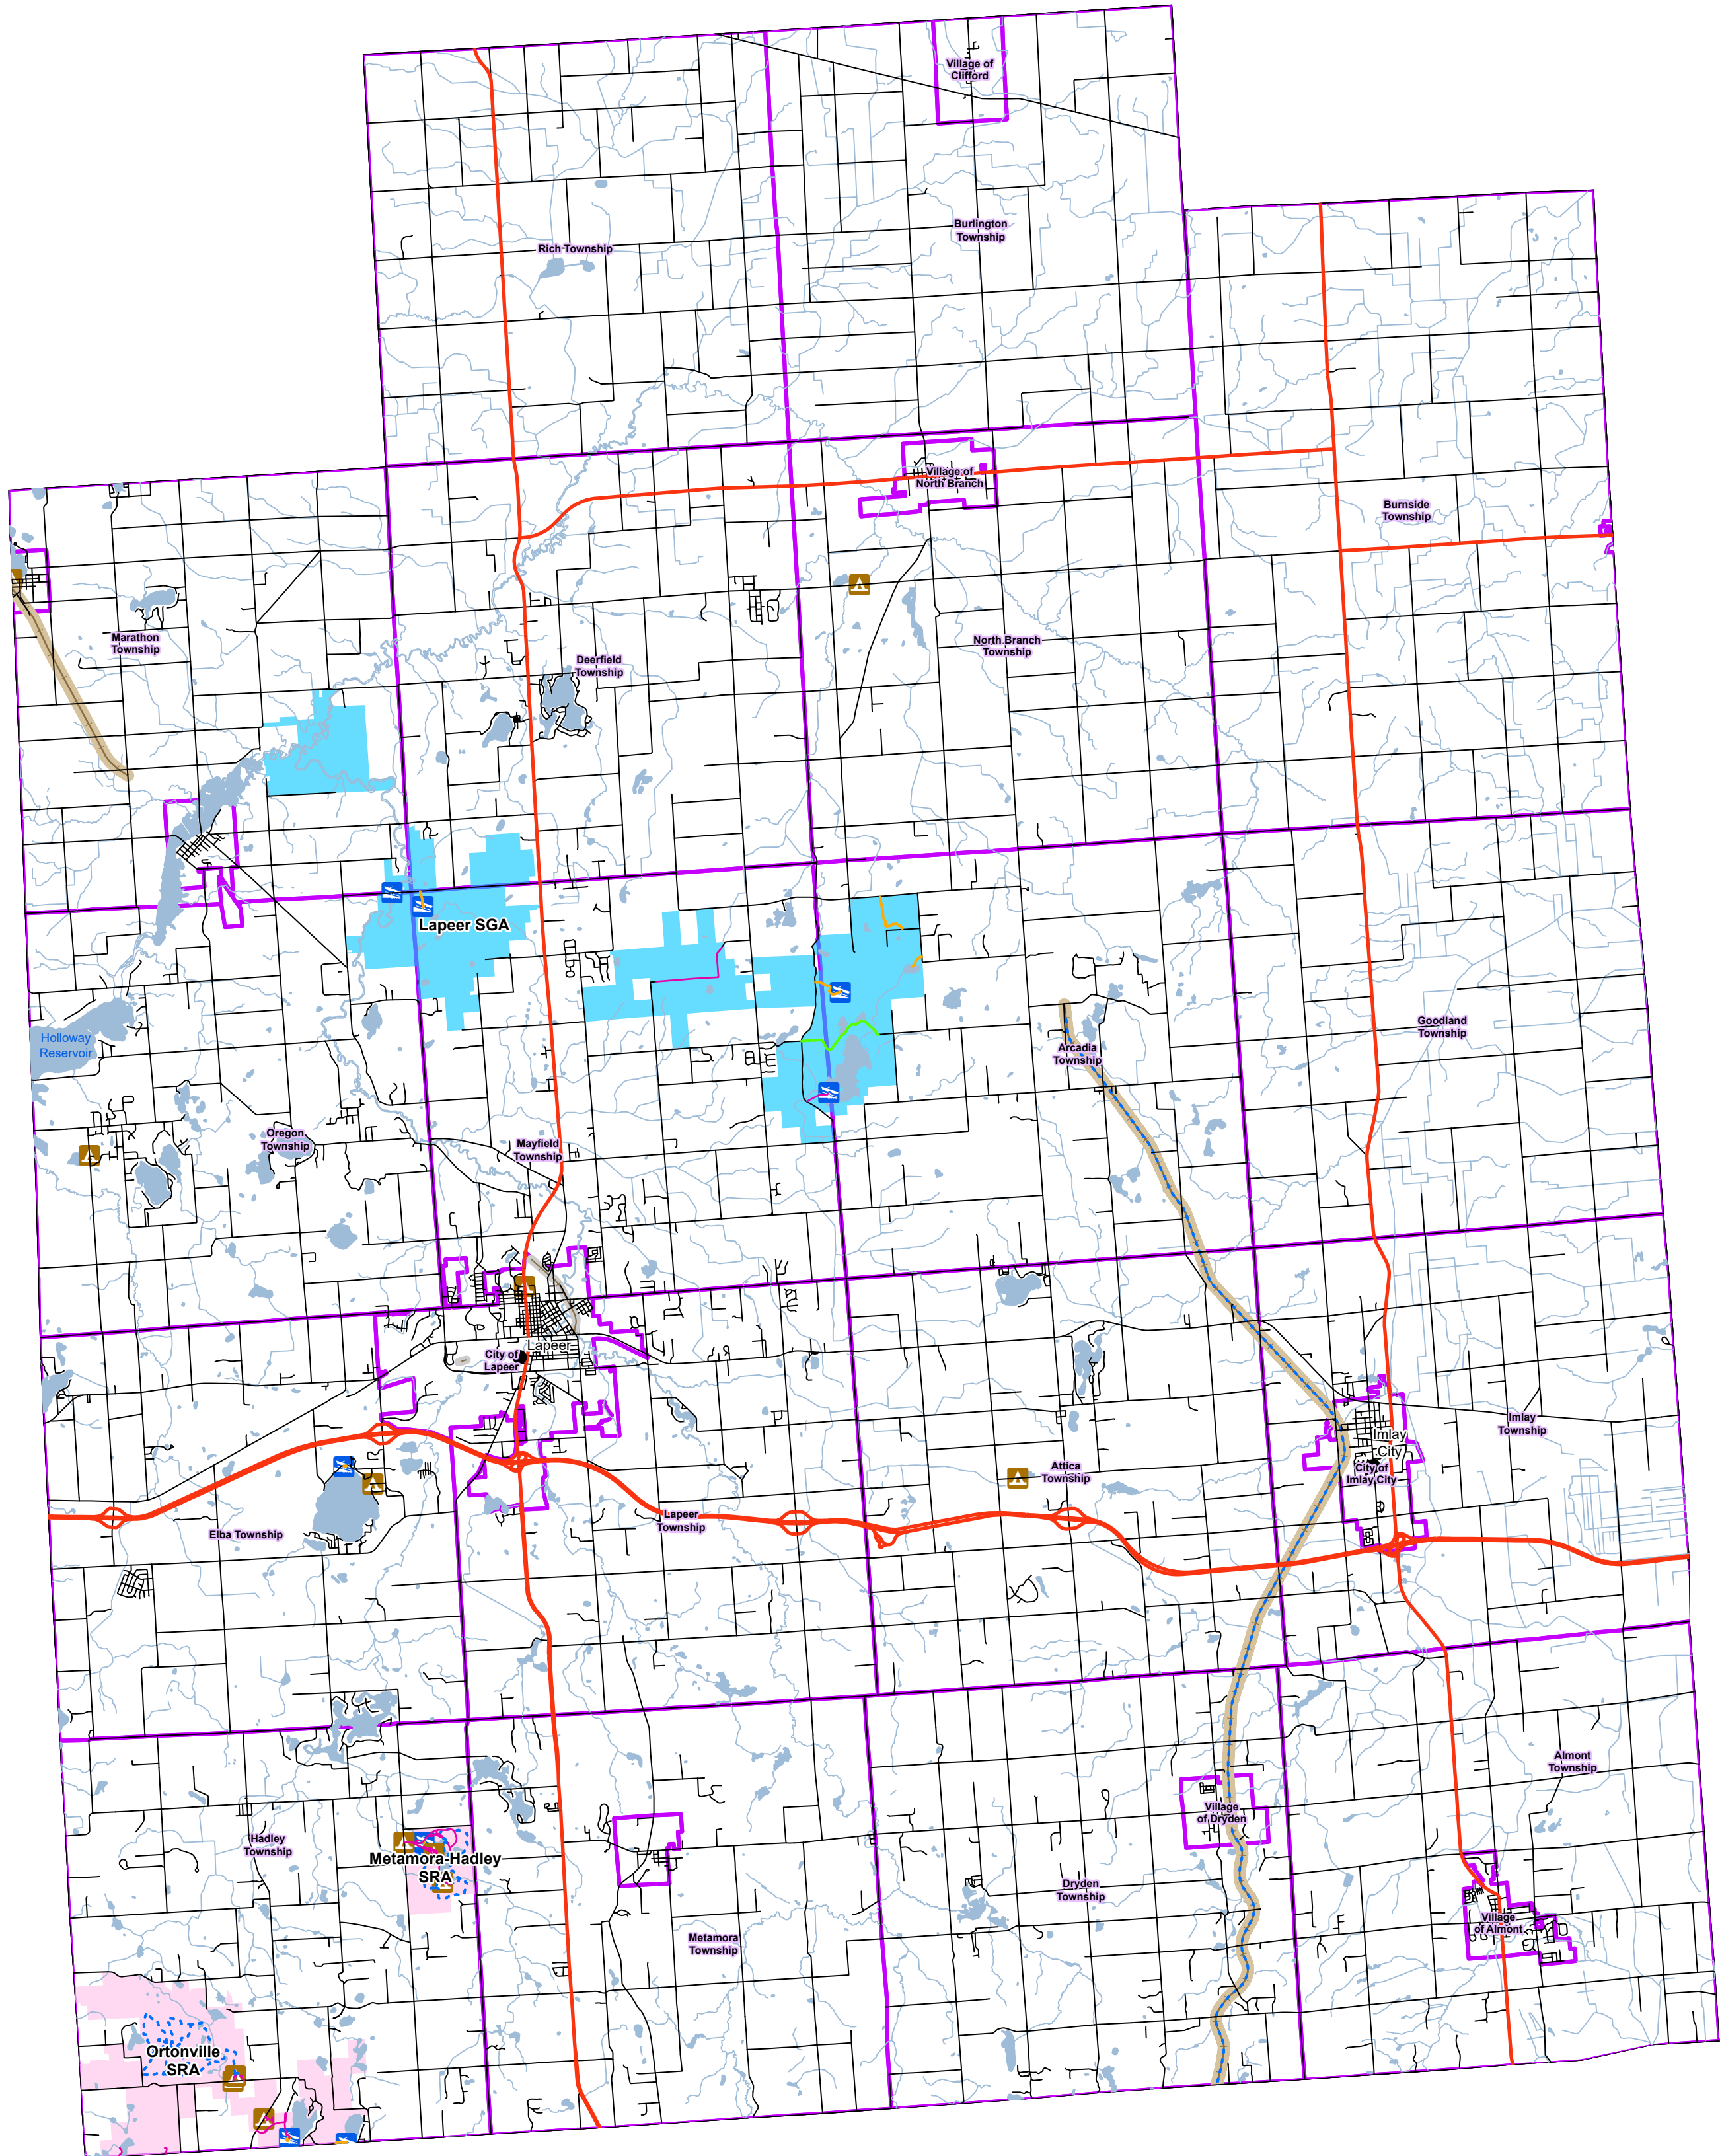 Village of
Clifford
Burlington
Township
Rich Township
Village of
North Branch
Burnside
Township
Marathon
Township
North Branch
Township
Deerfield
Township
Lapeer SGA
Holloway
Reservoir
Goodland
Township
Arcadia
Township
Oregon
Township
Mayfield
Township
Lapeer
City of
Lapeer
Imlay
Township
Imlay
City
City of
Imlay City
Attica
Township
Lapeer
Township
Elba Township
Almont
Township
Village
of Dryden
Hadley
Township
Metamora-Hadley
SRA
Dryden
Township
Village
of Almont
Metamora
Township
Ortonville
SRA